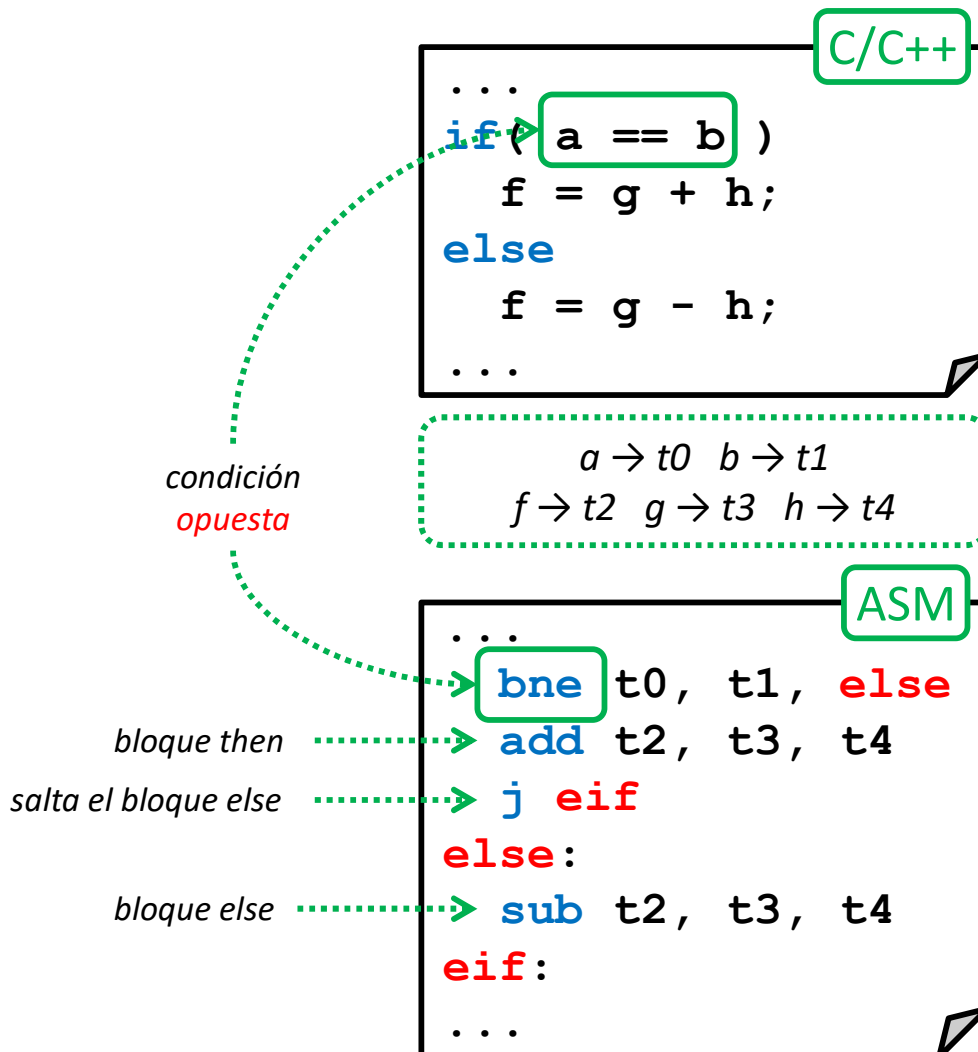 C/C++
...
if( a == b )
f = g + h;
else
f = g - h;
...
condición
opuesta
a → t0 b → t1
f → t2 g → t3 h → t4
ASM
...
bne t0, t1, else
bloque then
add t2, t3, t4
salta el bloque else
j eif
else:
bloque else
sub t2, t3, t4
eif:
...